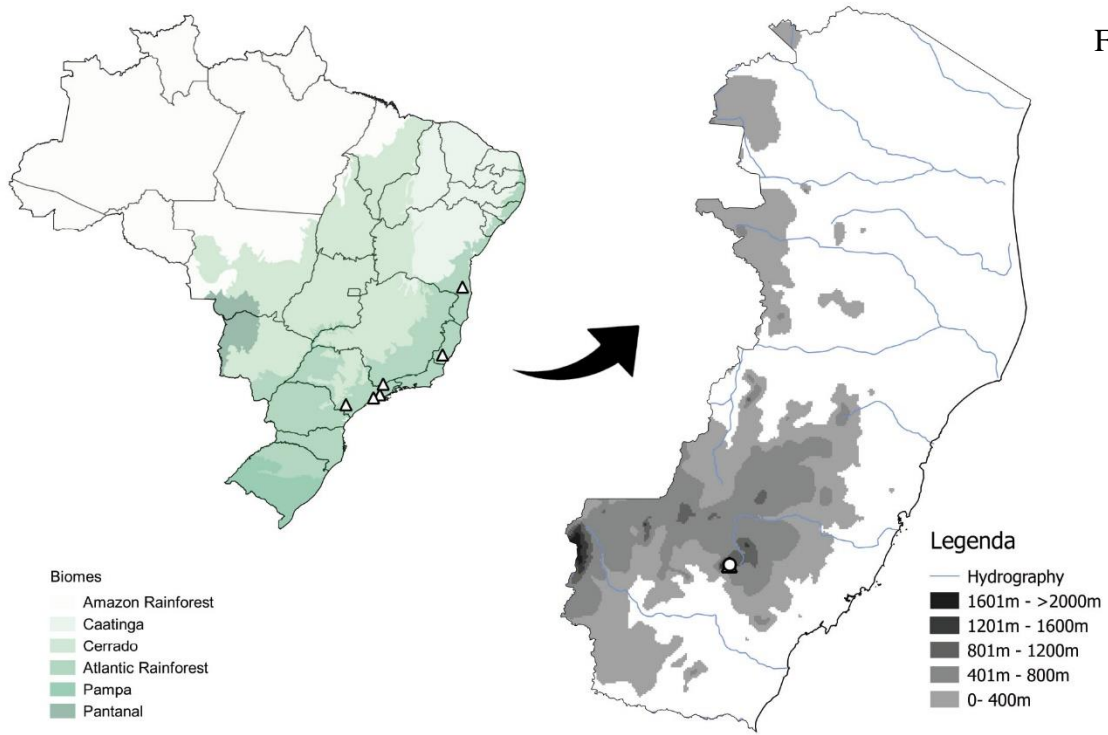 F
Biomes
Amazon Rainforest
Caatinga
Cerrado
Atlantic Rainforest
Pampa
Pantanal
Legenda
Hydrography
1601m - >2000m
1201m - 1600m
801m - 1200m
401m - 800m
0- 400m